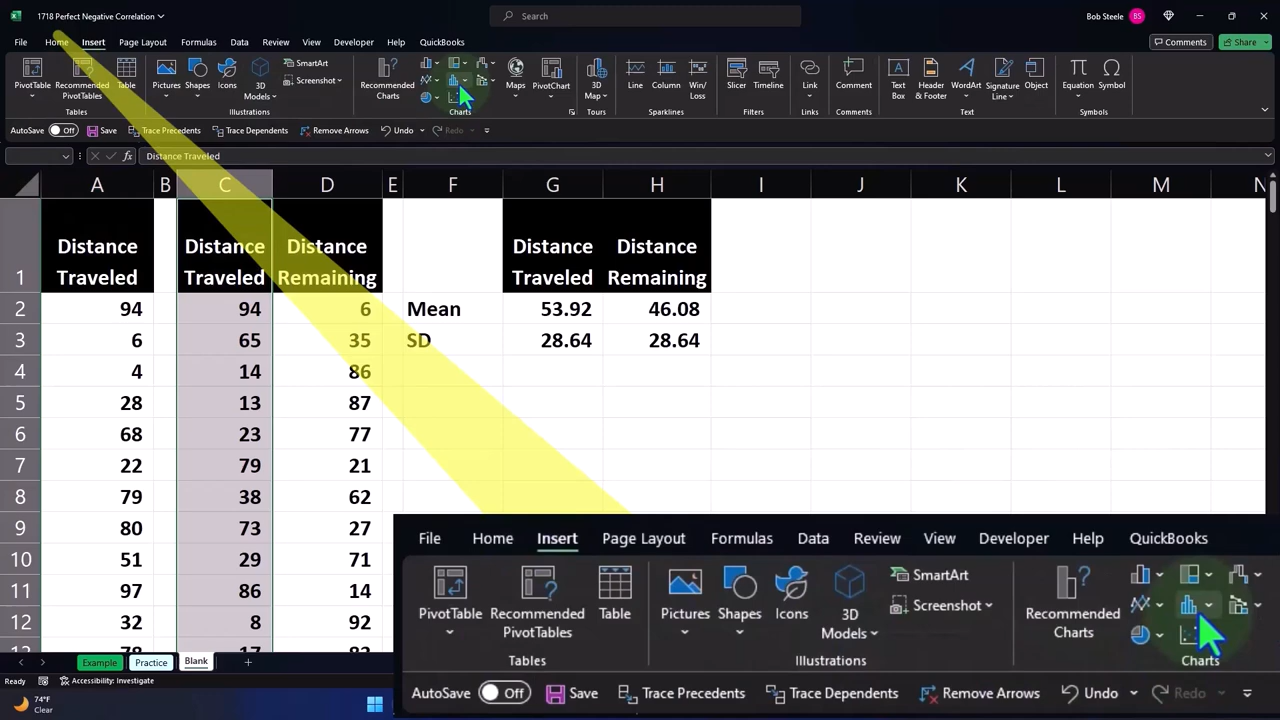 1718 Perfect Negative Correlation
Search
Bob Steele BS
File Home Insert Page Layout Formulas Data Review View Developer Help QuickBooks
Comments Share
PivotTable Recommended PivotTables Table
Pictures Shapes Icons 3D Models SmartArt Screenshot
Recommended Charts
Maps PivotChart
3D Map
Line Column Win/Loss
Slicer Timeline
Link
Comment
Text Box Header & Footer WordArt Signature Line Object
Equation Symbol
Tables Illustrations Charts Tours Sparklines Filters Links Comments Text Symbols
AutoSave Off Save Trace Precedents Trace Dependents Remove Arrows Undo Redo
fx Distance Traveled
A B C D E F G H I J K L M N
Distance Distance Distance Distance Distance
1 Traveled Traveled Remaining Traveled Remaining
2 94 94 6 Mean 53.92 46.08
3 6 65 35 SD 28.64 28.64
4 4 14 86
5 28 13 87
6 68 23 77
7 22 79 21
8 79 38 62
9 80 73 27
10 51 29 71
11 97 86 14
12 32 8 92
Example Practice Blank
Ready Accessibility: Investigate
74°F
Clear
File Home Insert Page Layout Formulas Data Review View Developer Help QuickBooks
PivotTable Recommended PivotTables Table
Pictures Shapes Icons 3D Models SmartArt Screenshot
Recommended Charts
Tables Illustrations Charts
AutoSave Off Save Trace Precedents Trace Dependents Remove Arrows Undo Redo